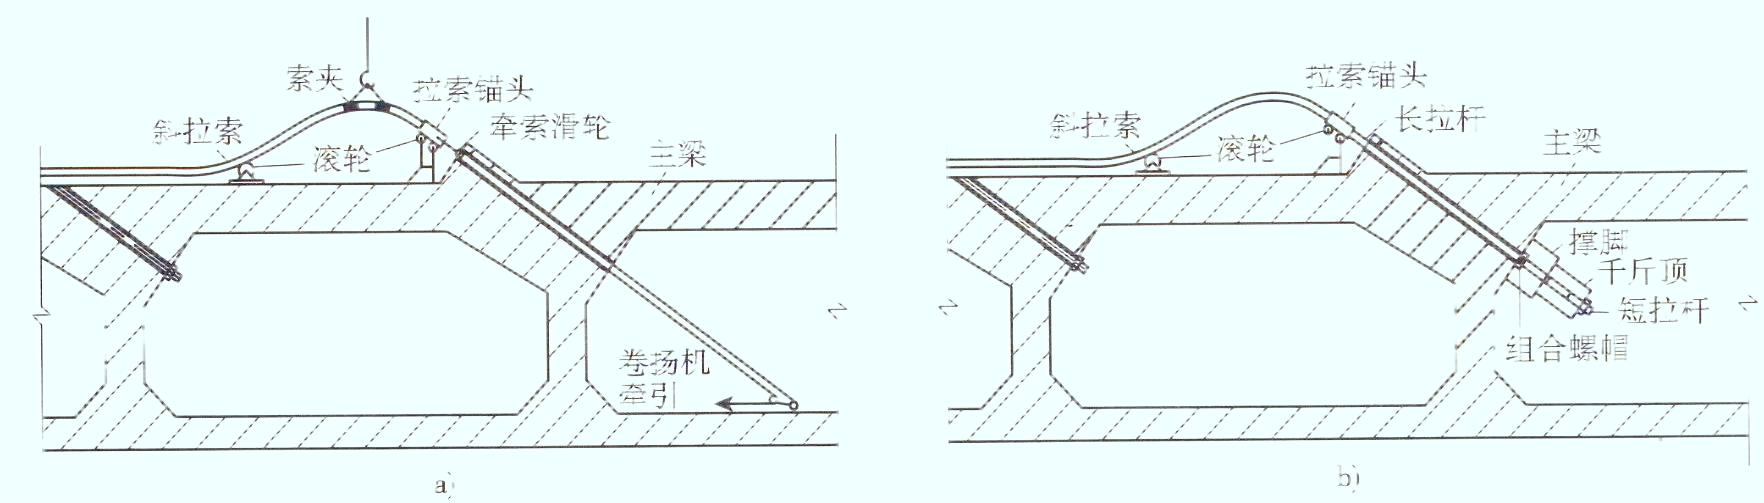 索夹
拉索锚头
斜拉索
牵索滑轮
滚轮
主梁
卷扬机
牵引
a)
拉索锚头
斜拉索
长拉杆
滚轮
主梁
撑脚
千斤顶
短拉杆
组合螺帽
b)